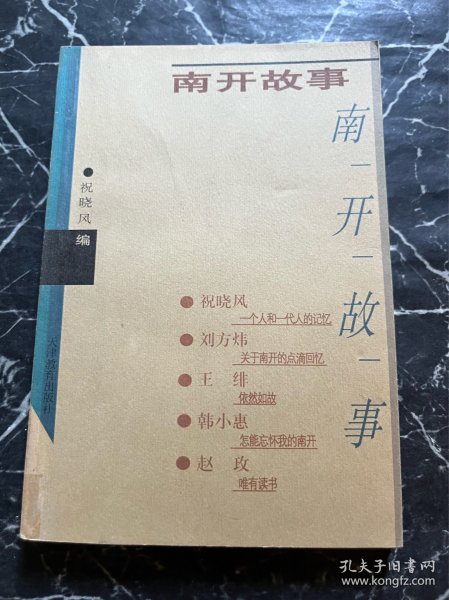 南开故事
南一开一故一事
●祝晓风
编
天津教育出版社
●祝晓风
一个人和一代人的记忆
●刘方炜
关于南开的点滴回忆
●王 绯
依然如故
●韩小惠
怎能忘怀我的南开
●赵 玫
唯有读书
孔夫子旧书网
www.kongfz.com